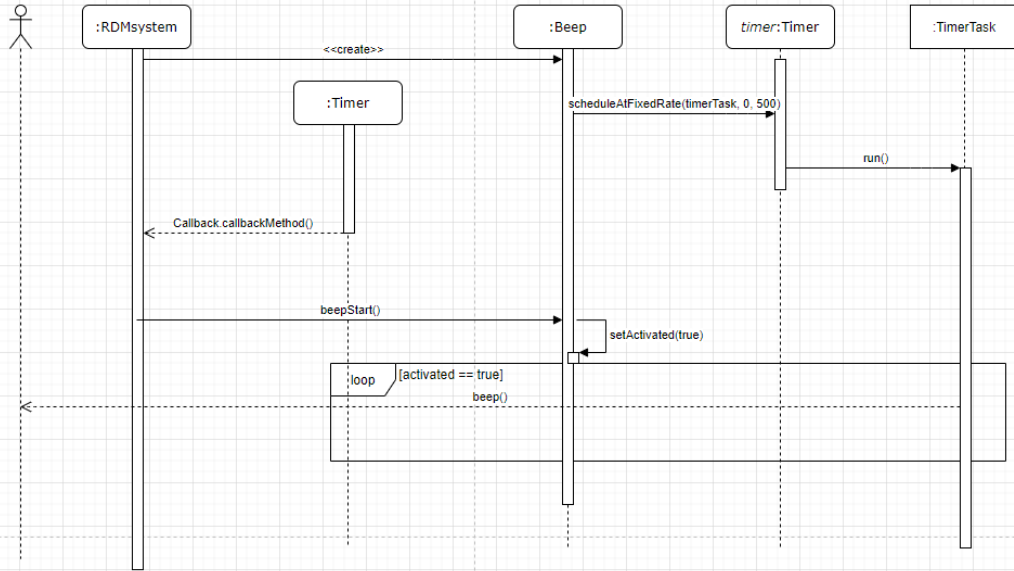 :RDMsystem
:Beep
timer:Timer
:TimerTask
<<create>>
:Timer
scheduleAtFixedRate(timerTask, 0, 500)
run()
Callback.callbackMethod()
beepStart()
setActivated(true)
loop
[activated == true]
beep()